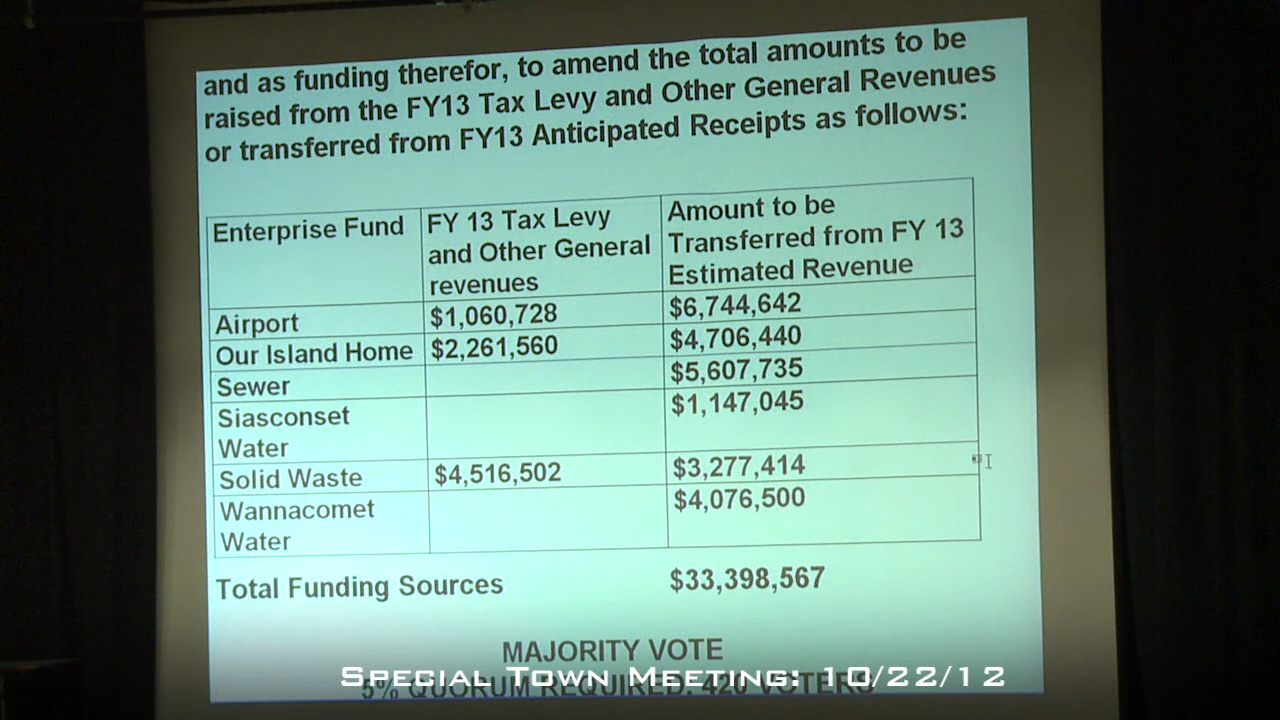 and as funding therefor, to amend the total amounts to be
raised from the FY13 Tax Levy and Other General Revenues
or transferred from FY13 Anticipated Receipts as follows:
Enterprise Fund
FY 13 Tax Levy
and Other General
revenues
Amount to be
Transferred from FY 13
Estimated Revenue
Airport $1,060,728 $6,744,642
Our Island Home $2,261,560 $4,706,440
Sewer $5,607,735
Siasconset
Water
$1,147,045
Solid Waste $4,516,502 $3,277,414
Wannacomet
Water
$4,076,500
Total Funding Sources $33,398,567
MAJORITY VOTE
Special Town Meeting: 10/22/12
5% QUORUM REQUIRED: 420 VOTERS